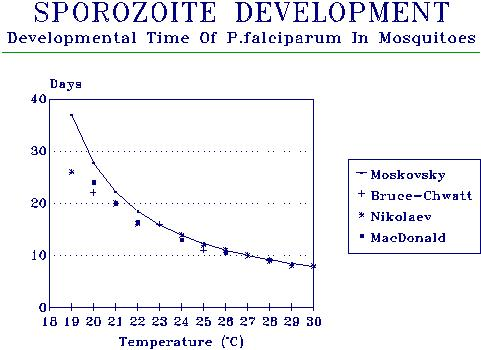 SPOROZOITE DEVELOPMENT
Developmental Time Of P.falciparum In Mosquitoes
Days
40
30
20
10
0
18 19 20 21 22 23 24 25 26 27 28 29 30
Temperature (°C)
Moskovsky
Bruce-Chwatt
Nikolaev
MacDonald